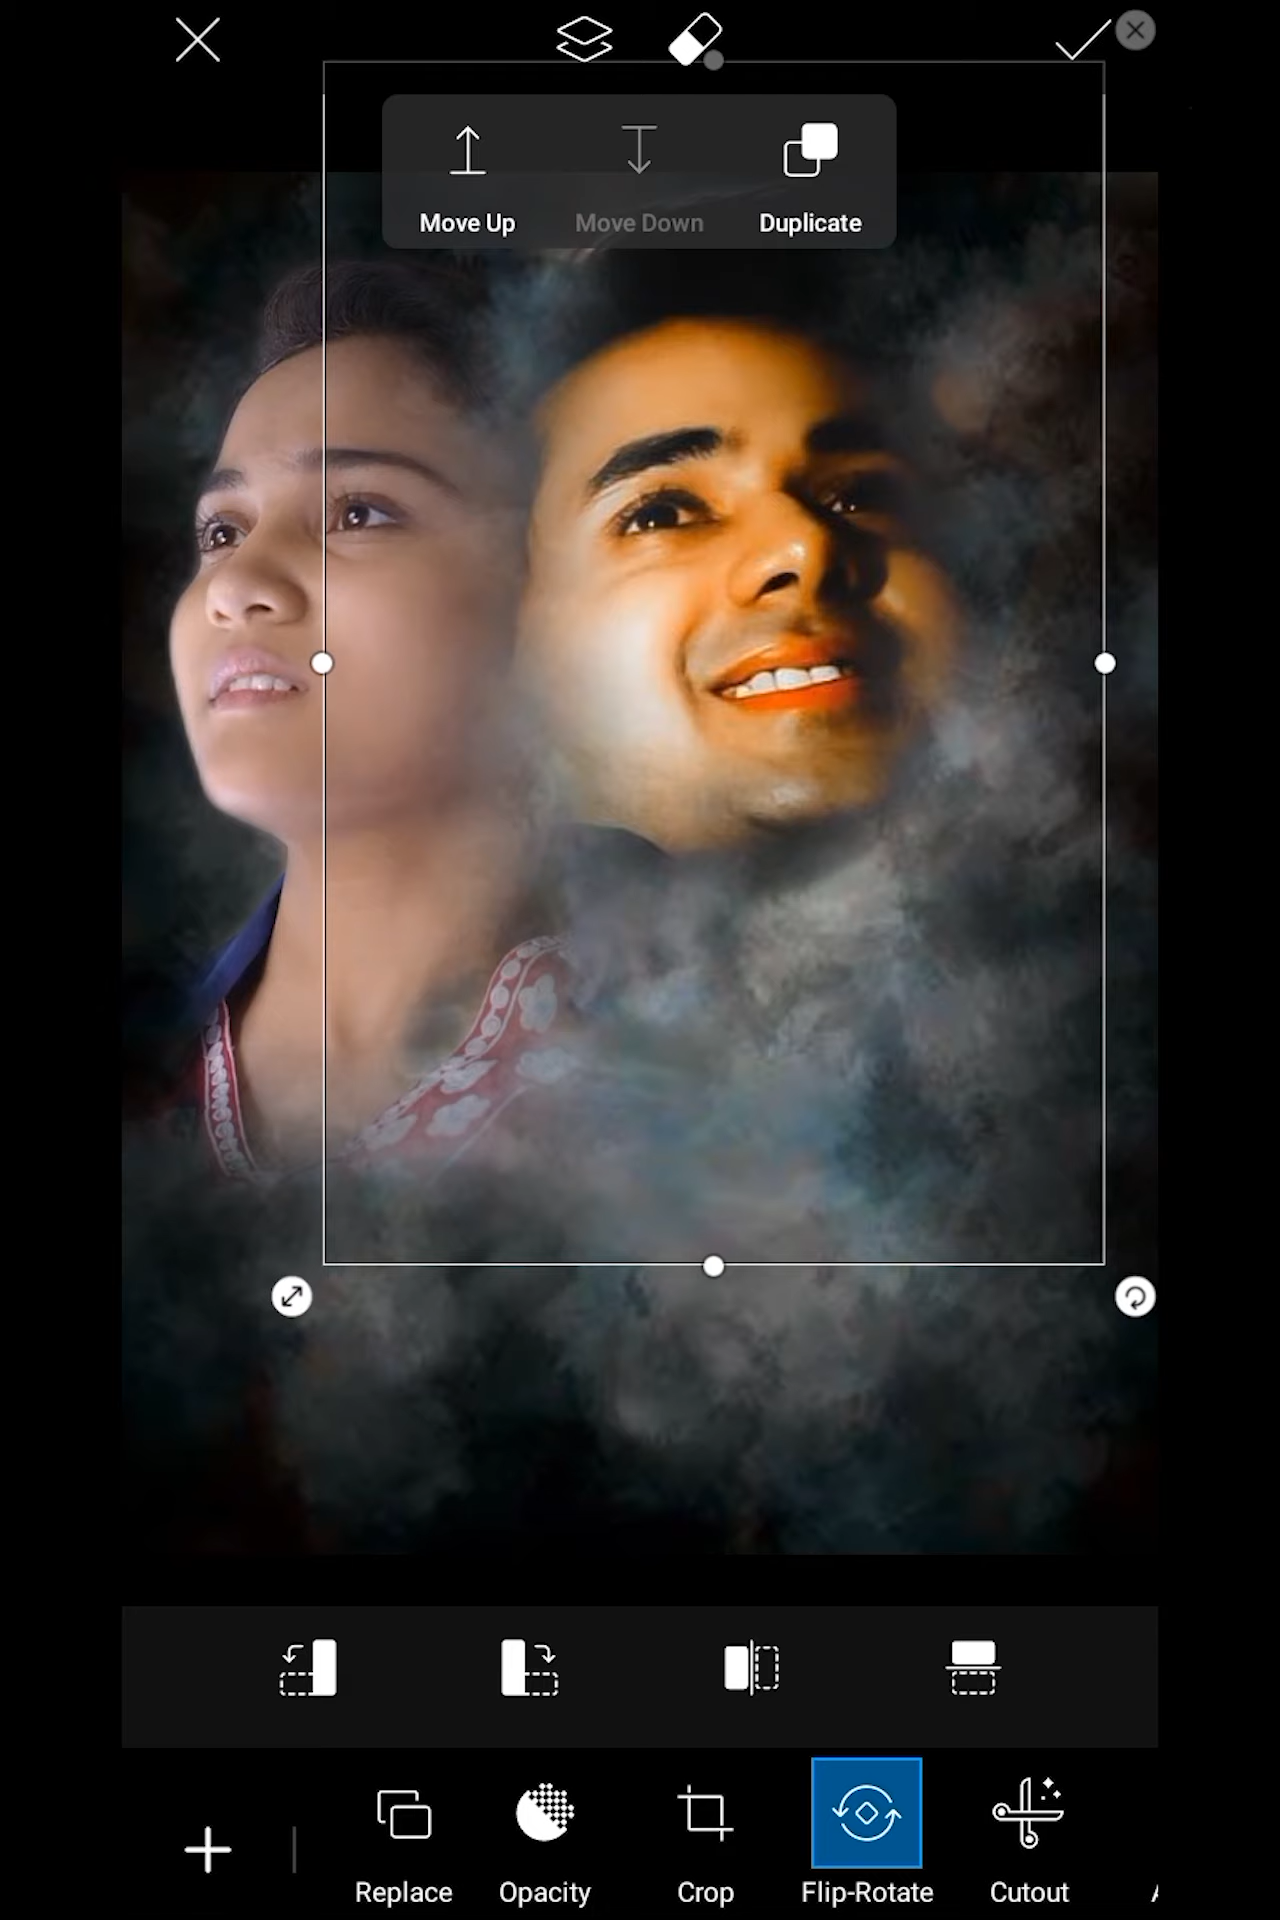 Move Up
Move Down
Duplicate
Replace
Opacity
Crop
Flip-Rotate
Cutout